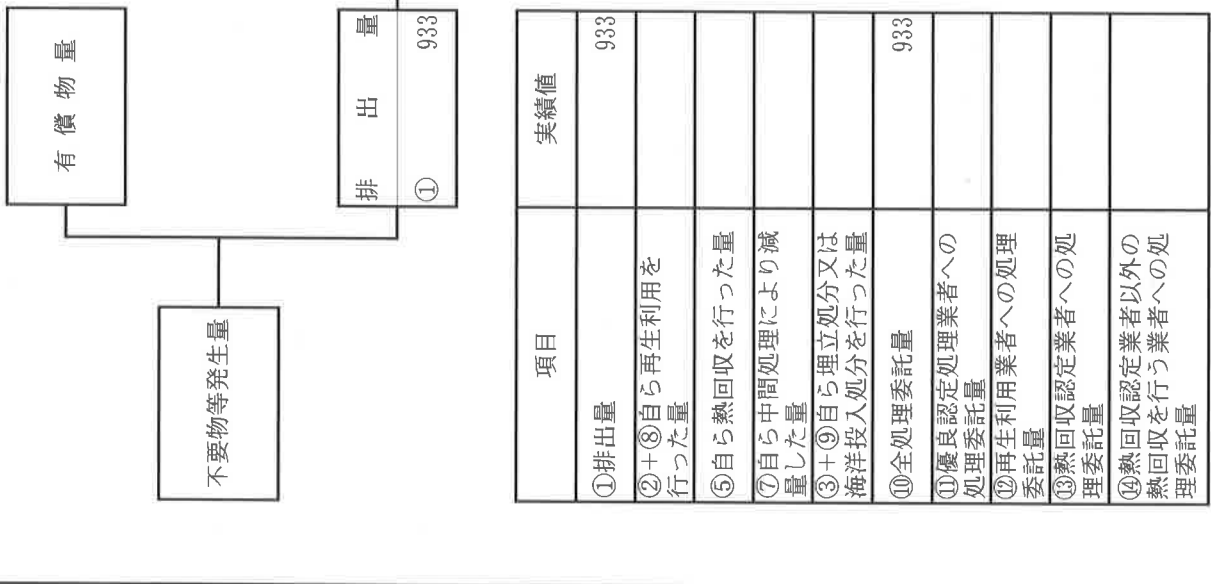 有償物量
排出量
① 933
不要物等発生量
項目 実績値
①排出量 933
②+⑧自ら再生利用を
行った量
⑤自ら熱回収を行った量
⑦自ら中間処理により減
量した量
③+⑨自ら埋立処分又は
海洋投入処分を行った量
⑩全処理委託量 933
⑪優良認定処理業者への
処理委託量
⑫再生利用業者への処理
委託量
⑬熱回収認定業者への処
理委託量
⑭熱回収認定業者以外の
熱回収を行う業者への処
理委託量